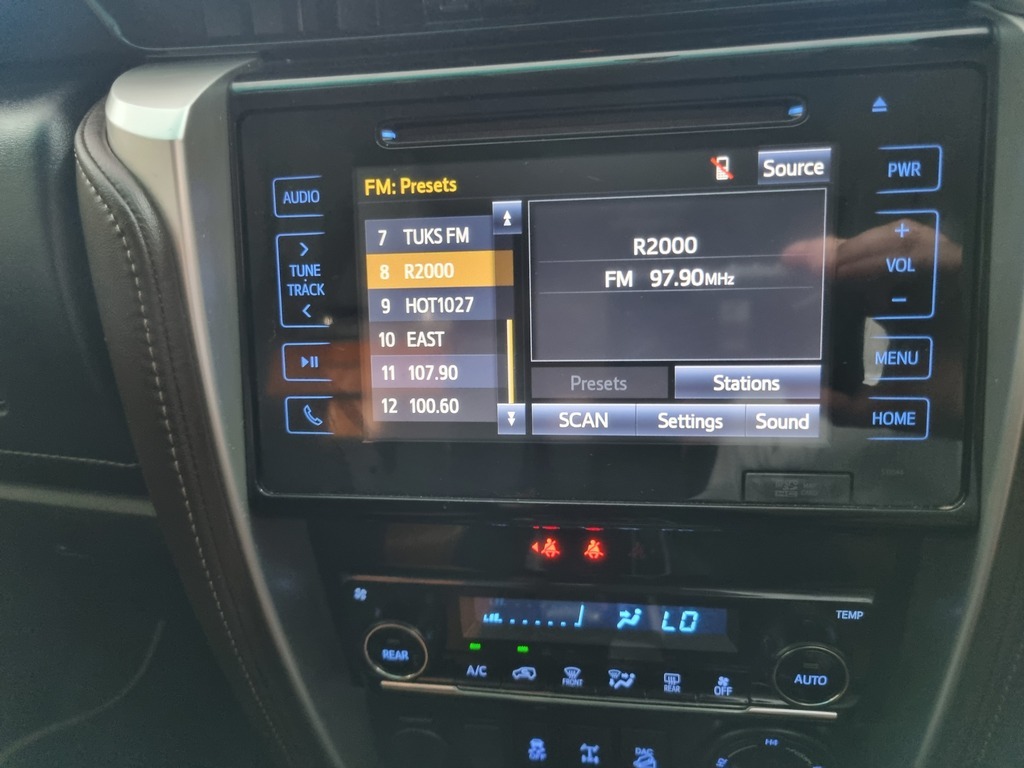 FM: Presets
Source
7 TUKS FM
8 R2000
9 HOT1027
10 EAST
11 107.90
12 100.60
R2000
FM 97.90MHz
Presets
Stations
SCAN
Settings
Sound
AUDIO
>
TUNE
TRACK
<
PWR
+
VOL
−
MENU
HOME
LO
TEMP
REAR
A/C
FRONT
REAR
OFF
AUTO
OFF
DAC